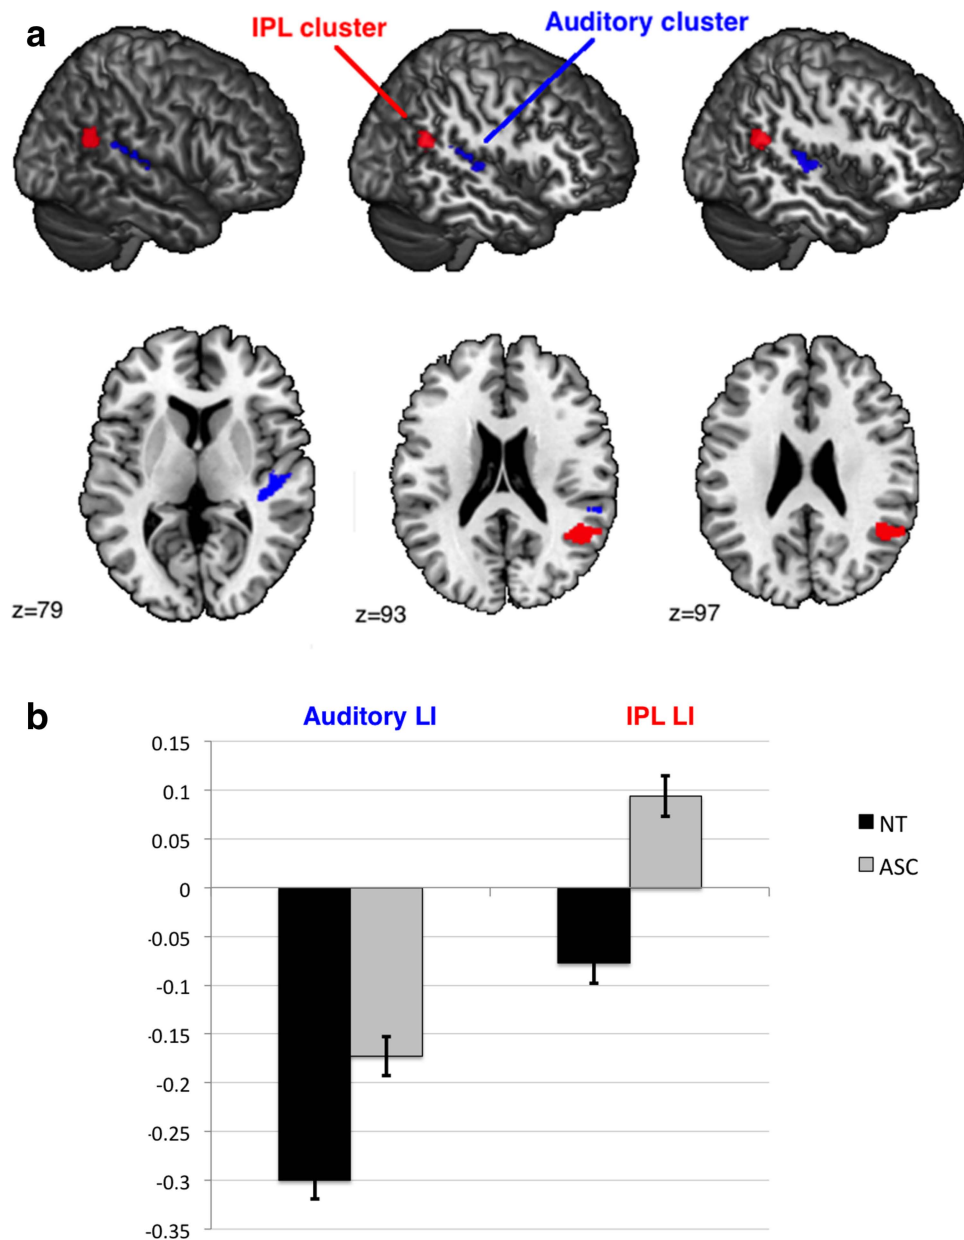 a
IPL cluster
Auditory cluster
z=79
z=93
z=97
b
Auditory LI
IPL LI
0.15
0.1
0.05
0
-0.05
-0.1
-0.15
-0.2
-0.25
-0.3
-0.35
NT
ASC